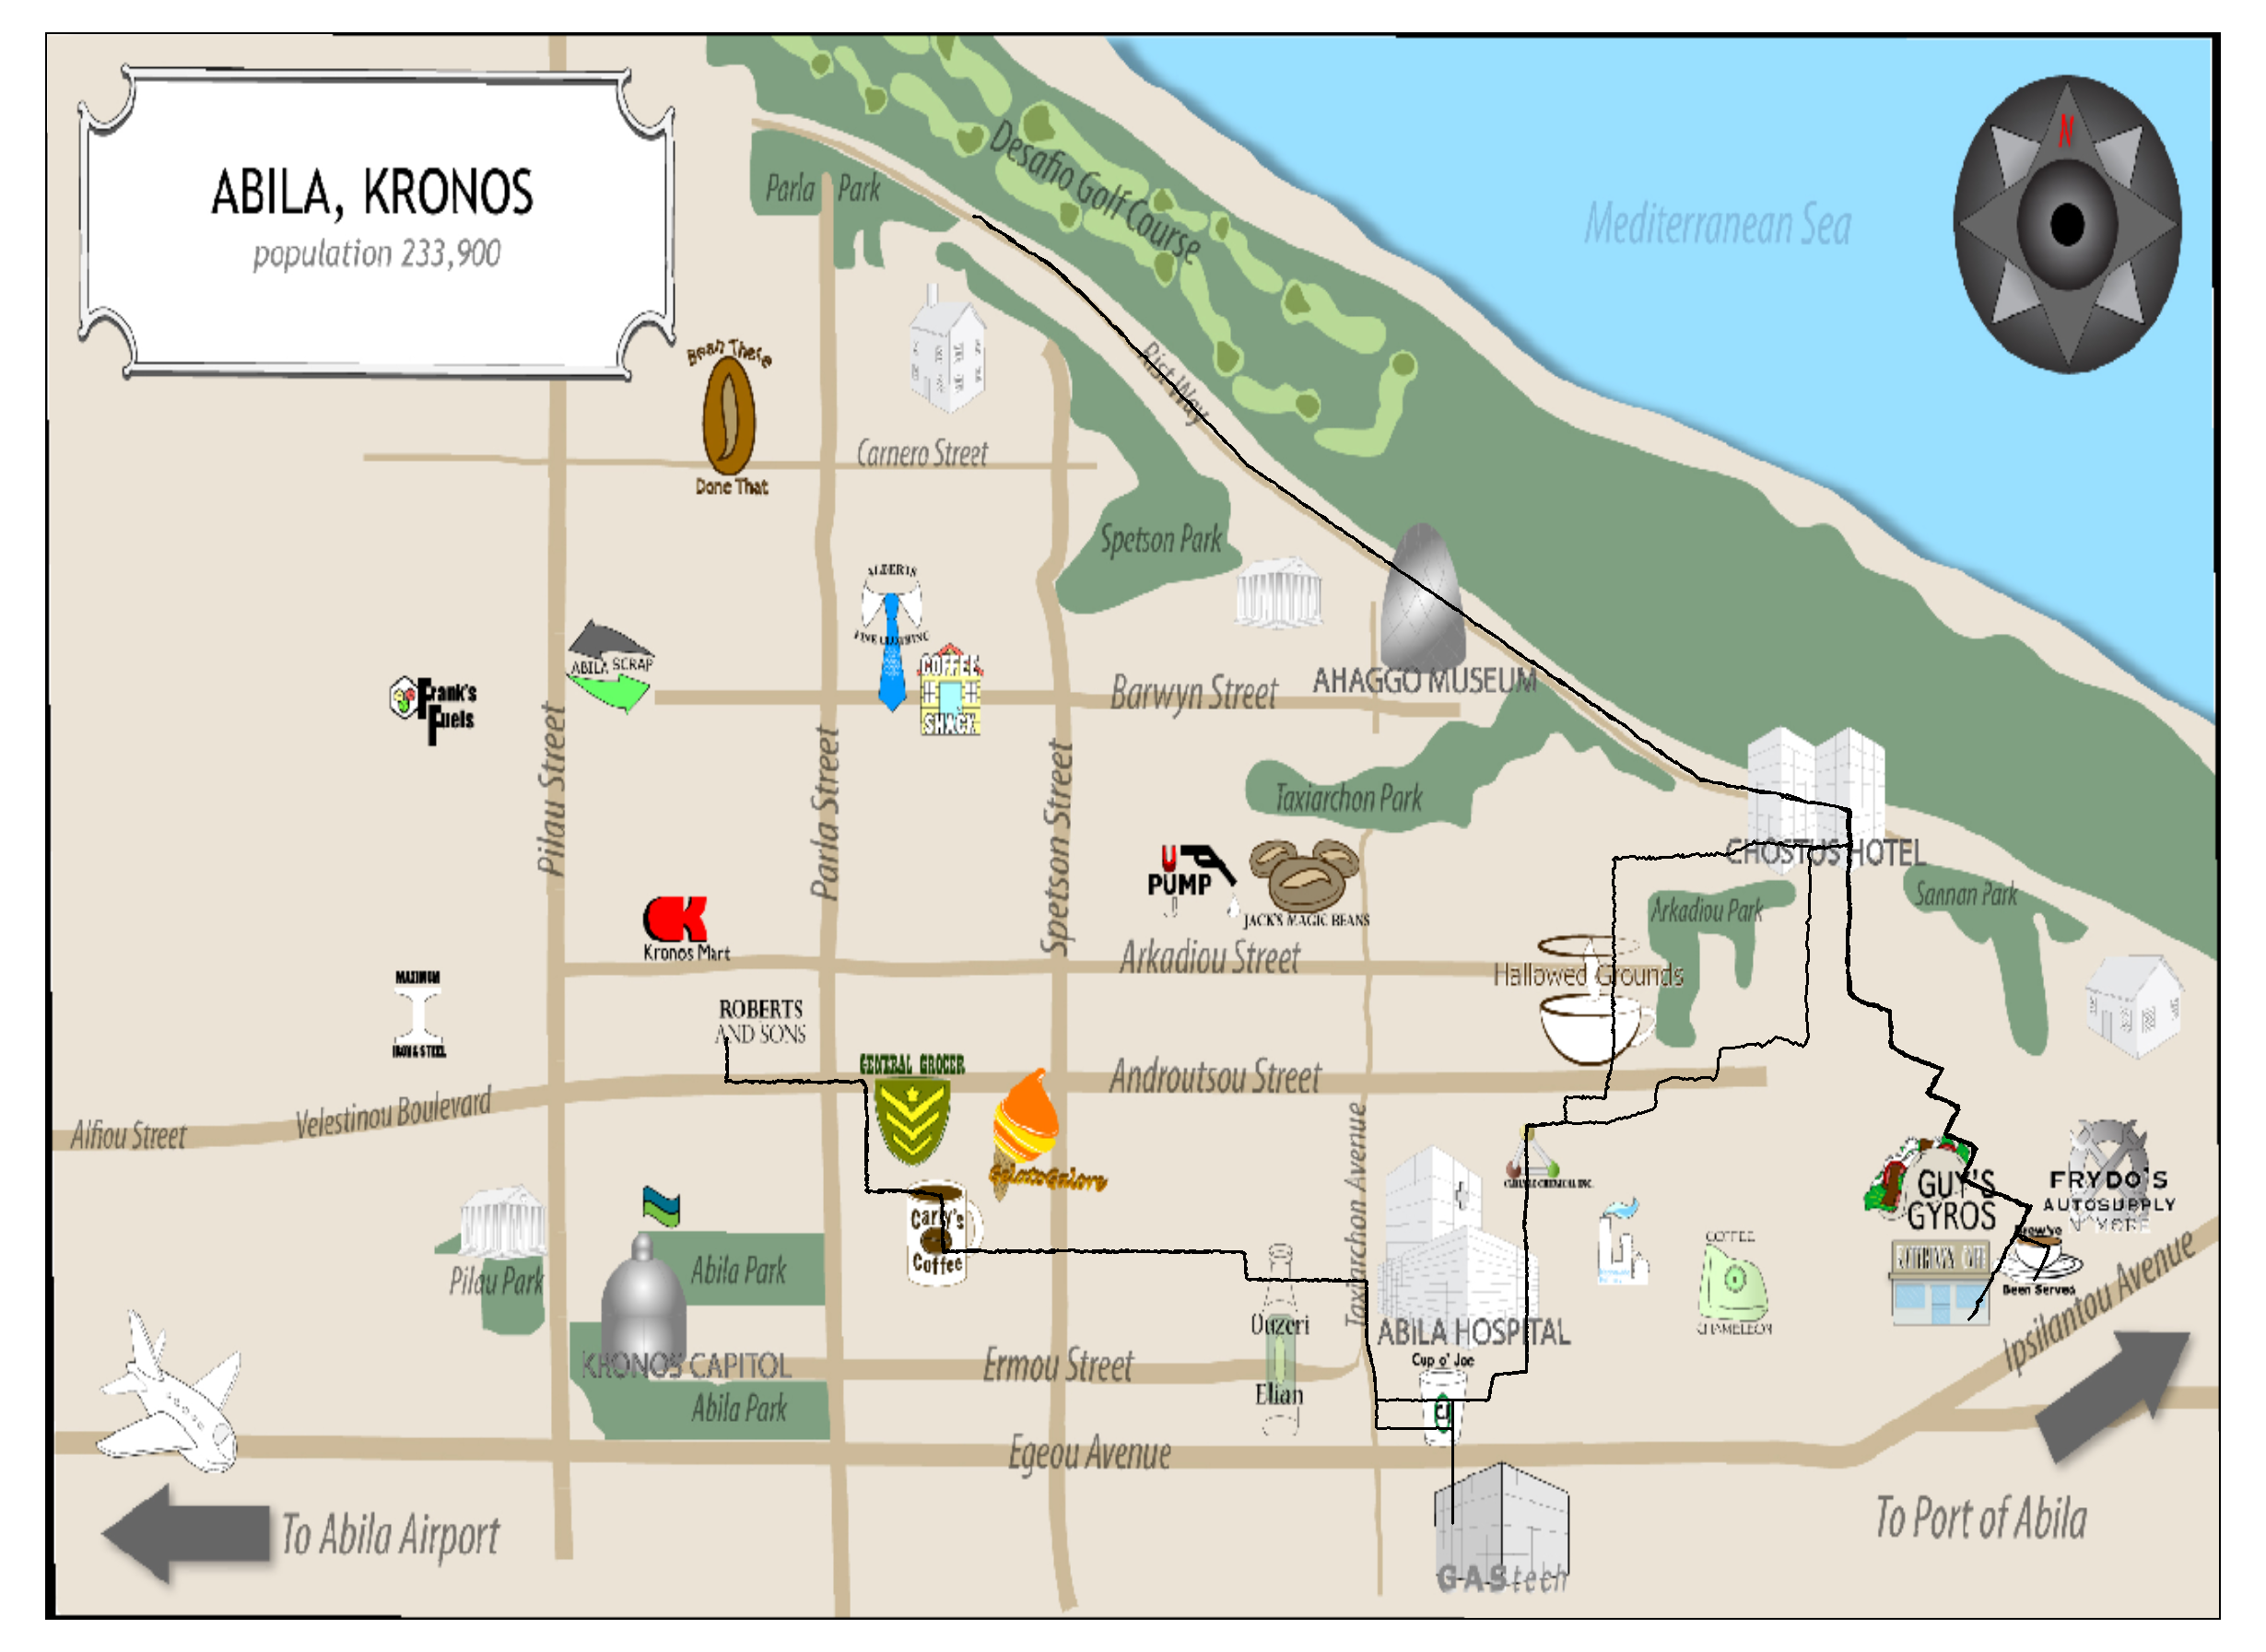 ABILA, KRONOS
population 233,900
N
Mediterranean Sea
Desafio Golf Course
Parla Park
Rist Way
Bean There
Done That
Carnero Street
Spetson Park
ALBERTS
FINE CLOTHING
ABILA SCRAP
Frank's
Fuels
COFFEE
SHACK
Barwyn Street
AHAGGO MUSEUM
Pilau Street
Parla Street
Spetson Street
Taxiarchon Park
CHOSTUS HOTEL
U
PUMP
JACK'S MAGIC BEANS
Arkadiou Park
Sannan Park
Kronos Mart
Arkadiou Street
Hallowed Grounds
MAXIMUM
IRON & STEEL
ROBERTS
AND SONS
GENERAL GROCER
Androutsou Street
Alfiou Street
Velestinou Boulevard
GelatoGalore
Taxiarchon Avenue
CARLYLE CHEMICAL INC.
GUY'S
GYROS
FRYDO'S
AUTOSUPPLY
N' MORE
Carly's
Coffee
Abila Park
Pilau Park
Brew've
Been Served
COFFEE
CHAMELEON
Ouzeri
Elian
ABILA HOSPITAL
Ipsilantou Avenue
KRONOS CAPITOL
Ermou Street
Cup o' Joe
CJ
Abila Park
Egeou Avenue
To Abila Airport
To Port of Abila
GAStech